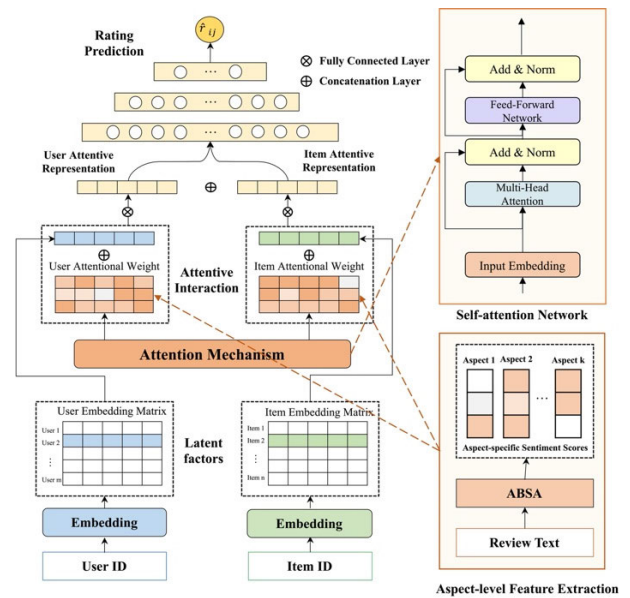 Rating
Prediction
r̂ ij
...
⊗ Fully Connected Layer
⊕ Concatenation Layer
...
...
User Attentive
Representation
Item Attentive
Representation
⊕
⊗
⊗
⊕
User Attentional Weight
Attentive
Interaction
⊕
Item Attentional Weight
Attention Mechanism
User Embedding Matrix
User 1
User 2
⋮
User m
Latent
factors
Item Embedding Matrix
Item 1
Item 2
⋮
Item n
Embedding
Embedding
User ID
Item ID
Add & Norm
Feed-Forward
Network
Add & Norm
Multi-Head
Attention
Input Embedding
Self-attention Network
Aspect 1 Aspect 2 Aspect k
...
Aspect-specific Sentiment Scores
ABSA
Review Text
Aspect-level Feature Extraction